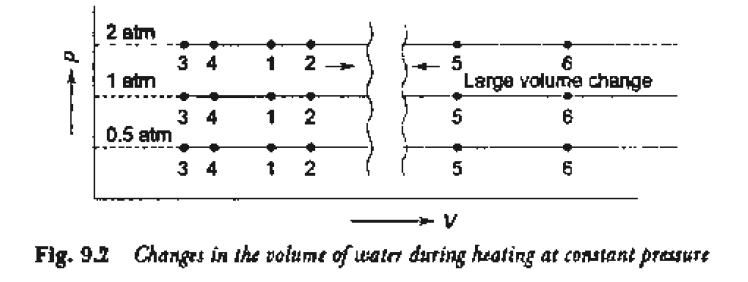 2 atm
3 4 1 2 5 6
p
Large volume change
1 atm
3 4 1 2 5 6
0.5 atm
3 4 1 2 5 6
V
Fig. 9.2 Changes in the volume of water during heating at constant pressure